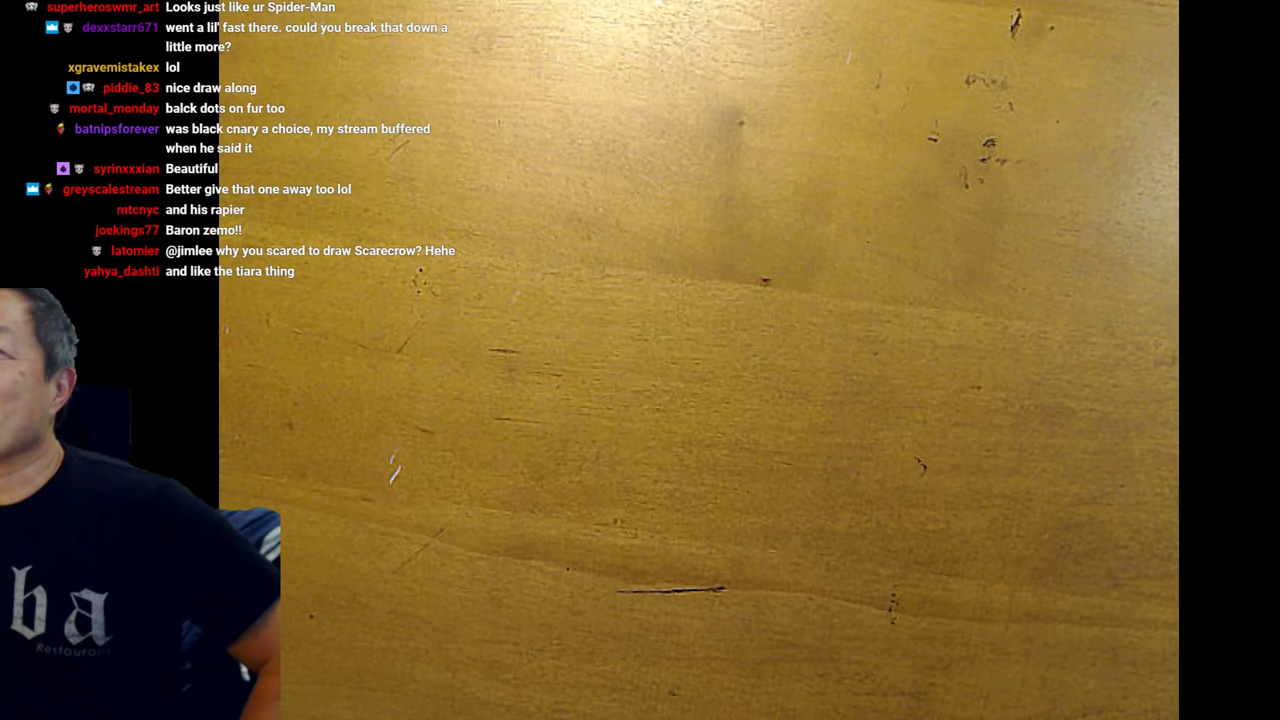 superheroswmr_art Looks just like ur Spider-Man
dexxstarr671 went a lil' fast there. could you break that down a
little more?
xgravemistakex lol
piddie_83 nice draw along
mortal_monday balck dots on fur too
batnipsforever was black cnary a choice, my stream buffered
when he said it
syrinxxxian Beautiful
greyscalestream Better give that one away too lol
mtcnyc and his rapier
joekings77 Baron zemo!!
latomier @jimlee why you scared to draw Scarecrow? Hehe
yahya_dashti and like the tiara thing
ba
Restaurant